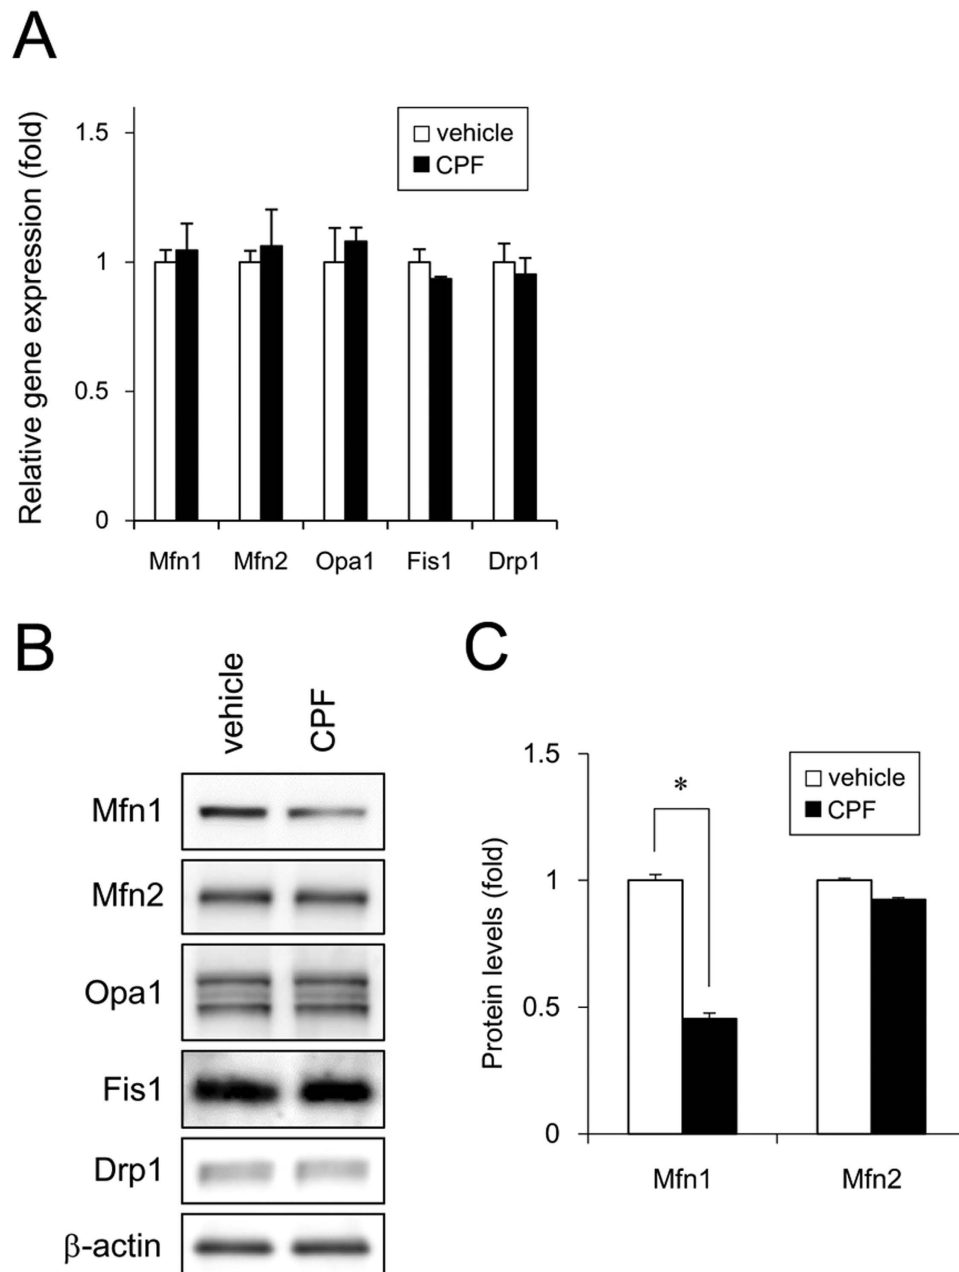 A
Relative gene expression (fold)
1.5
1
0.5
0
vehicle
CPF
Mfn1 Mfn2 Opa1 Fis1 Drp1
B
vehicle CPF
Mfn1
Mfn2
Opa1
Fis1
Drp1
β-actin
C
Protein levels (fold)
1.5
1
0.5
0
vehicle
CPF
*
Mfn1 Mfn2